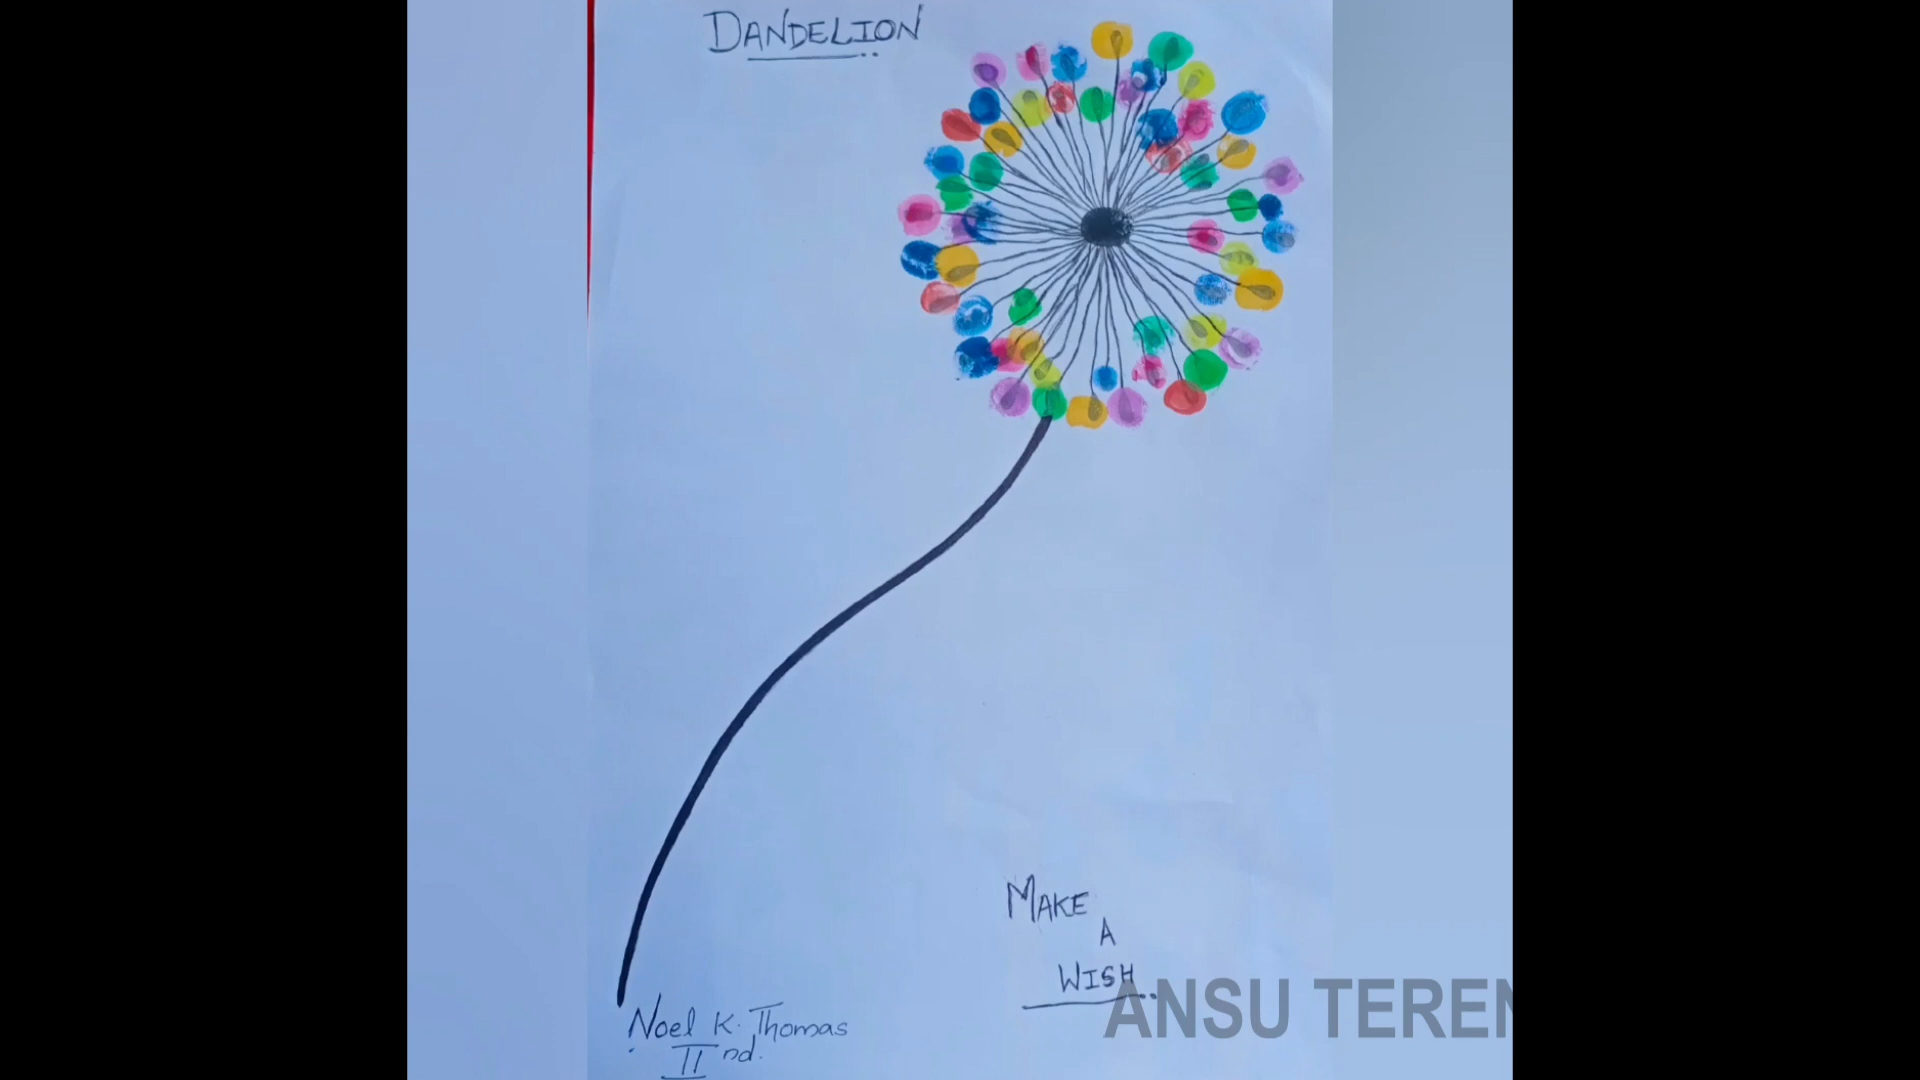 DANDELION
MAKE
A
WISH
Noel K. Thomas
II nd.
ANSU TEREN